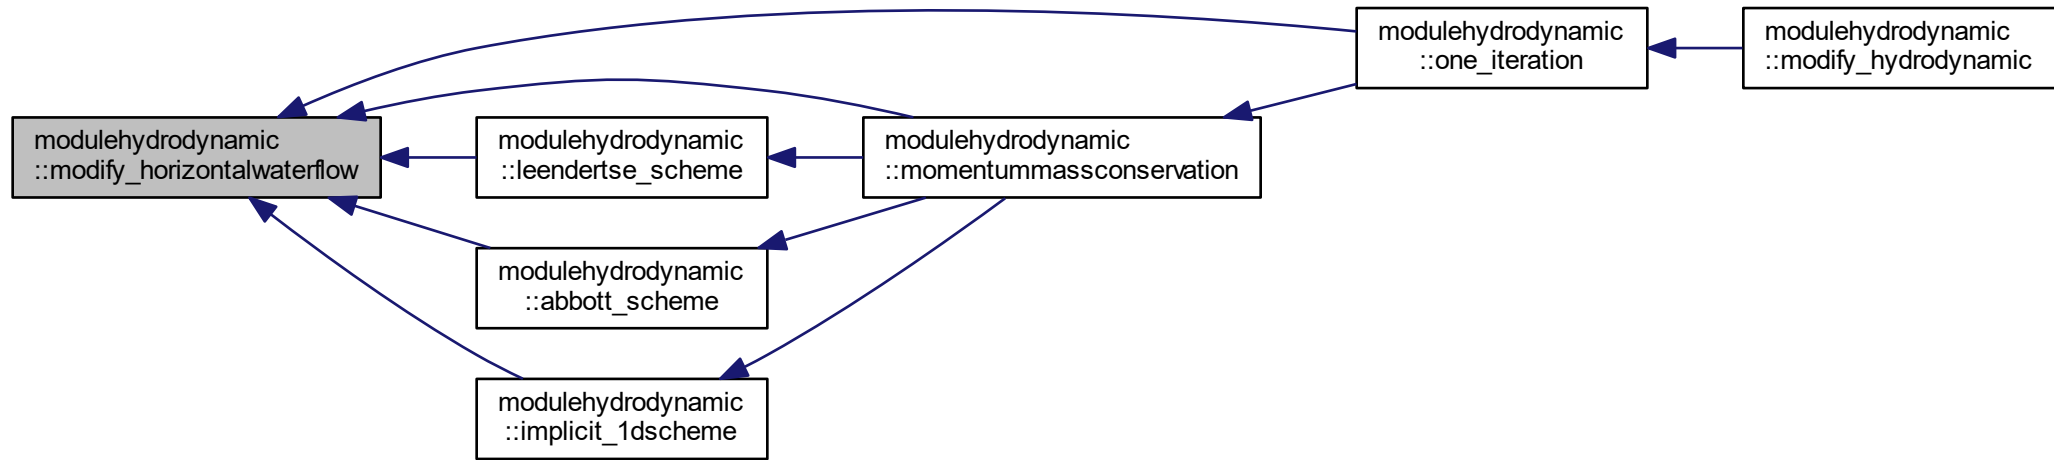 modulehydrodynamic
::one_iteration
modulehydrodynamic
::modify_hydrodynamic
modulehydrodynamic
::modify_horizontalwaterflow
modulehydrodynamic
::leendertse_scheme
modulehydrodynamic
::momentummassconservation
modulehydrodynamic
::abbott_scheme
modulehydrodynamic
::implicit_1dscheme